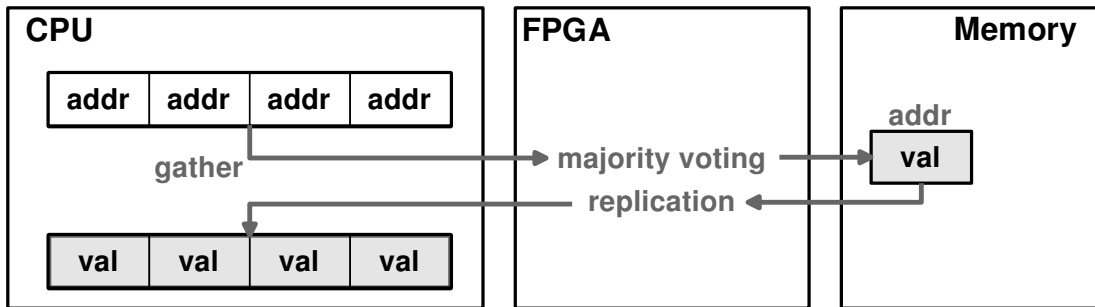 CPU FPGA Memory
addr addr addr addr
addr
gather majority voting val
replication
val val val val